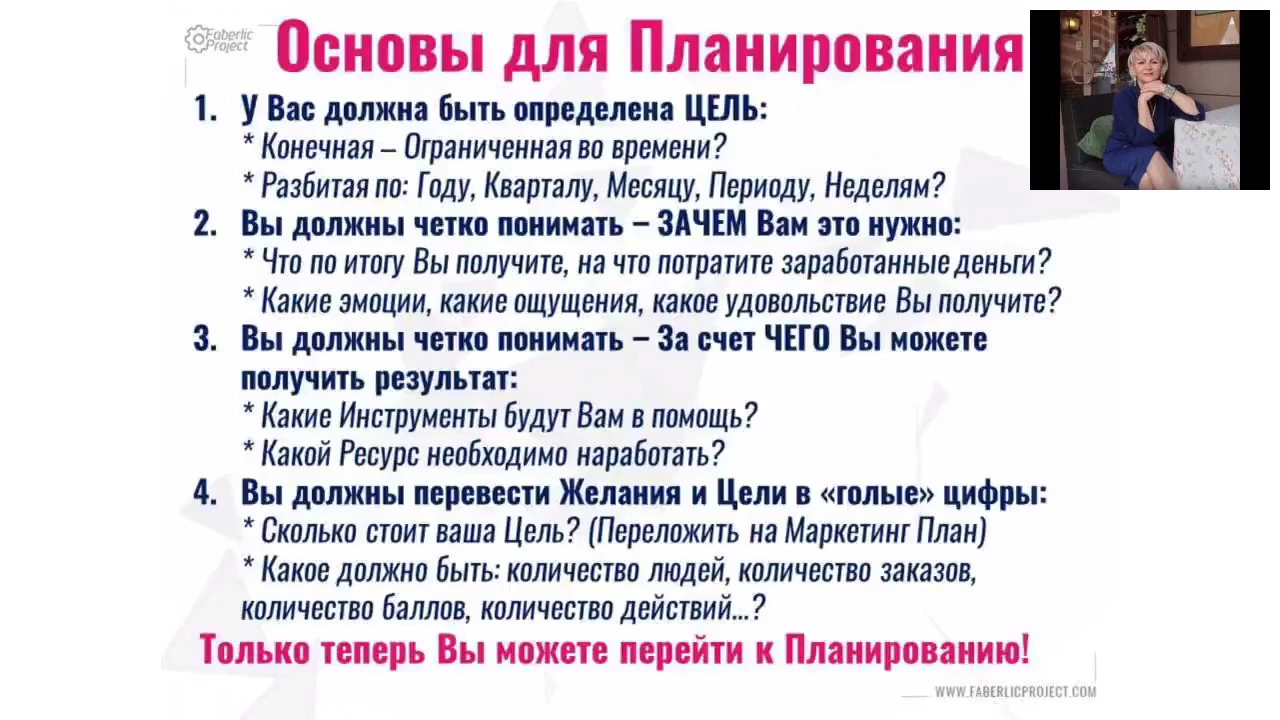 Faberlic
Project
Основы для Планирования
1. У Вас должна быть определена ЦЕЛЬ:
* Конечная – Ограниченная во времени?
* Разбитая по: Году, Кварталу, Месяцу, Периоду, Неделям?
2. Вы должны четко понимать – ЗАЧЕМ Вам это нужно:
* Что по итогу Вы получите, на что потратите заработанные деньги?
* Какие эмоции, какие ощущения, какое удовольствие Вы получите?
3. Вы должны четко понимать – За счет ЧЕГО Вы можете
получить результат:
* Какие Инструменты будут Вам в помощь?
* Какой Ресурс необходимо наработать?
4. Вы должны перевести Желания и Цели в «голые» цифры:
* Сколько стоит ваша Цель? (Переложить на Маркетинг План)
* Какое должно быть: количество людей, количество заказов,
количество баллов, количество действий...?
Только теперь Вы можете перейти к Планированию!
WWW.FABERLICPROJECT.COM